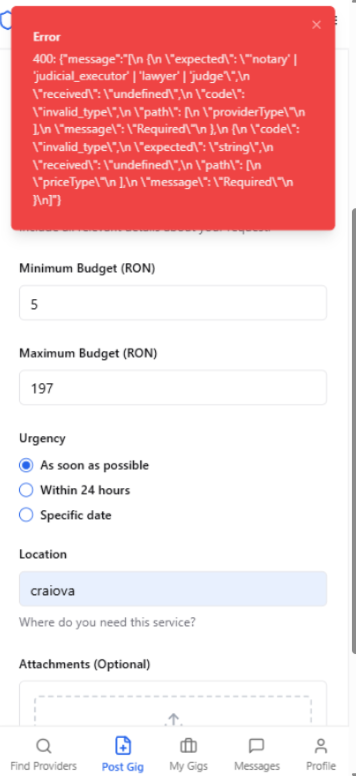 Error
400: {"message":"[\n {\n \"expected\": \"'notary' |
'judicial_executor' | 'lawyer' | 'judge'\",\n
\"received\": \"undefined\",\n \"code\":
\"invalid_type\",\n \"path\": [\n \"providerType\"\n
],\n \"message\": \"Required\"\n },\n {\n \"code\":
\"invalid_type\",\n \"expected\": \"string\",\n
\"received\": \"undefined\",\n \"path\": [\n
\"priceType\"\n ],\n \"message\": \"Required\"\n
}\n]"}
Minimum Budget (RON)
5
Maximum Budget (RON)
197
Urgency
As soon as possible
Within 24 hours
Specific date
Location
craiova
Where do you need this service?
Attachments (Optional)
Find Providers
Post Gig
My Gigs
Messages
Profile